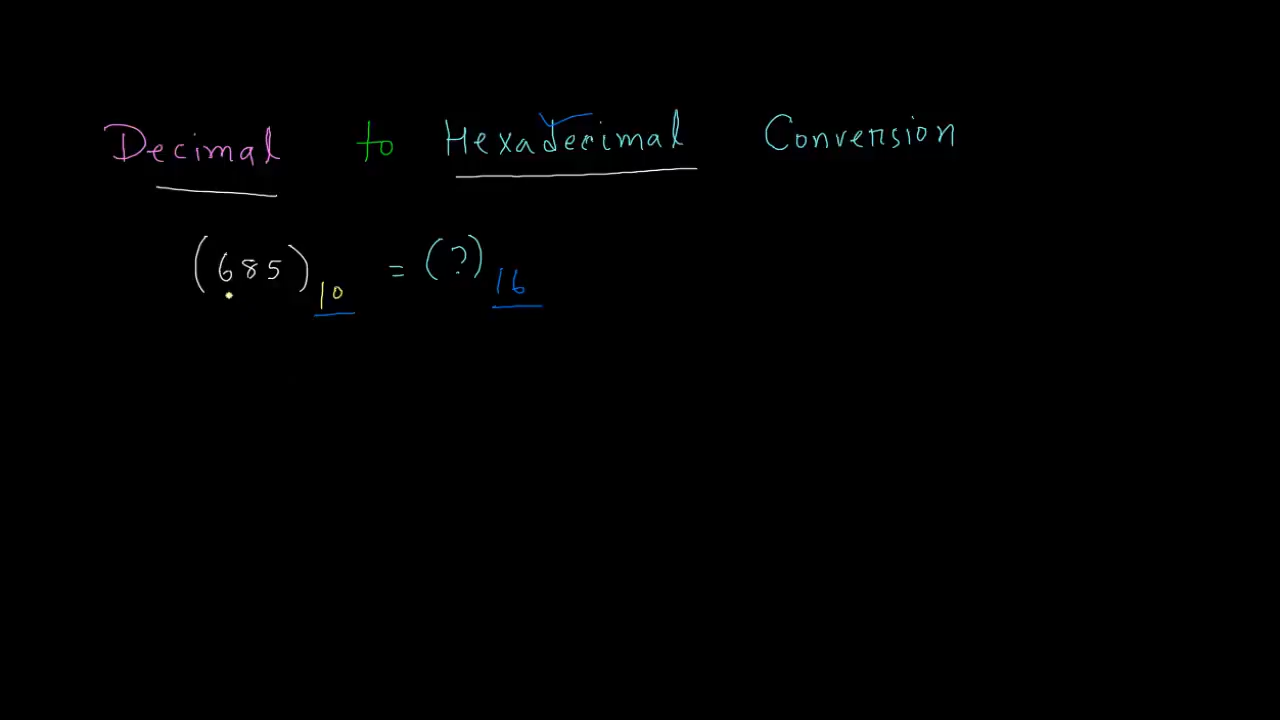 Decimal to Hexadecimal Conversion
(685)10 = (?)16